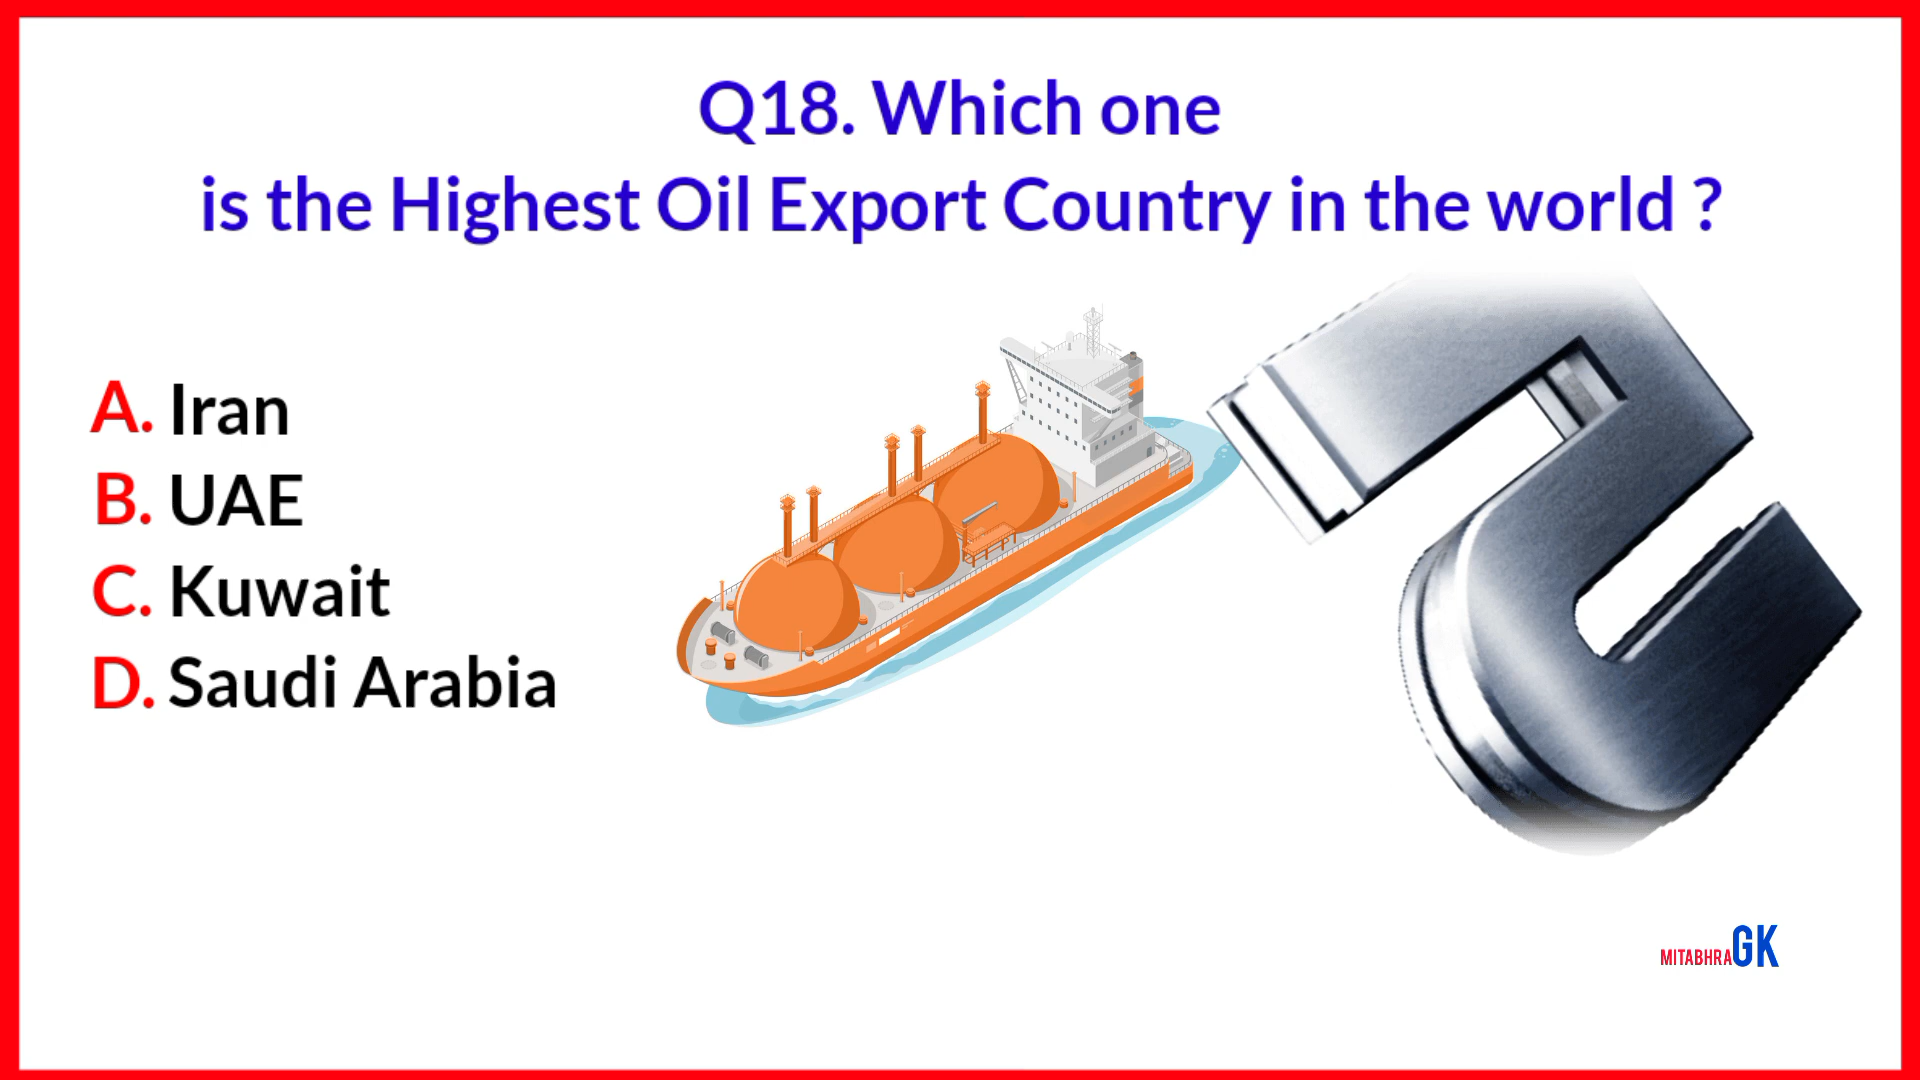 Q18. Which one
is the Highest Oil Export Country in the world ?
A. Iran
B. UAE
C. Kuwait
D. Saudi Arabia
MITABHRAGK